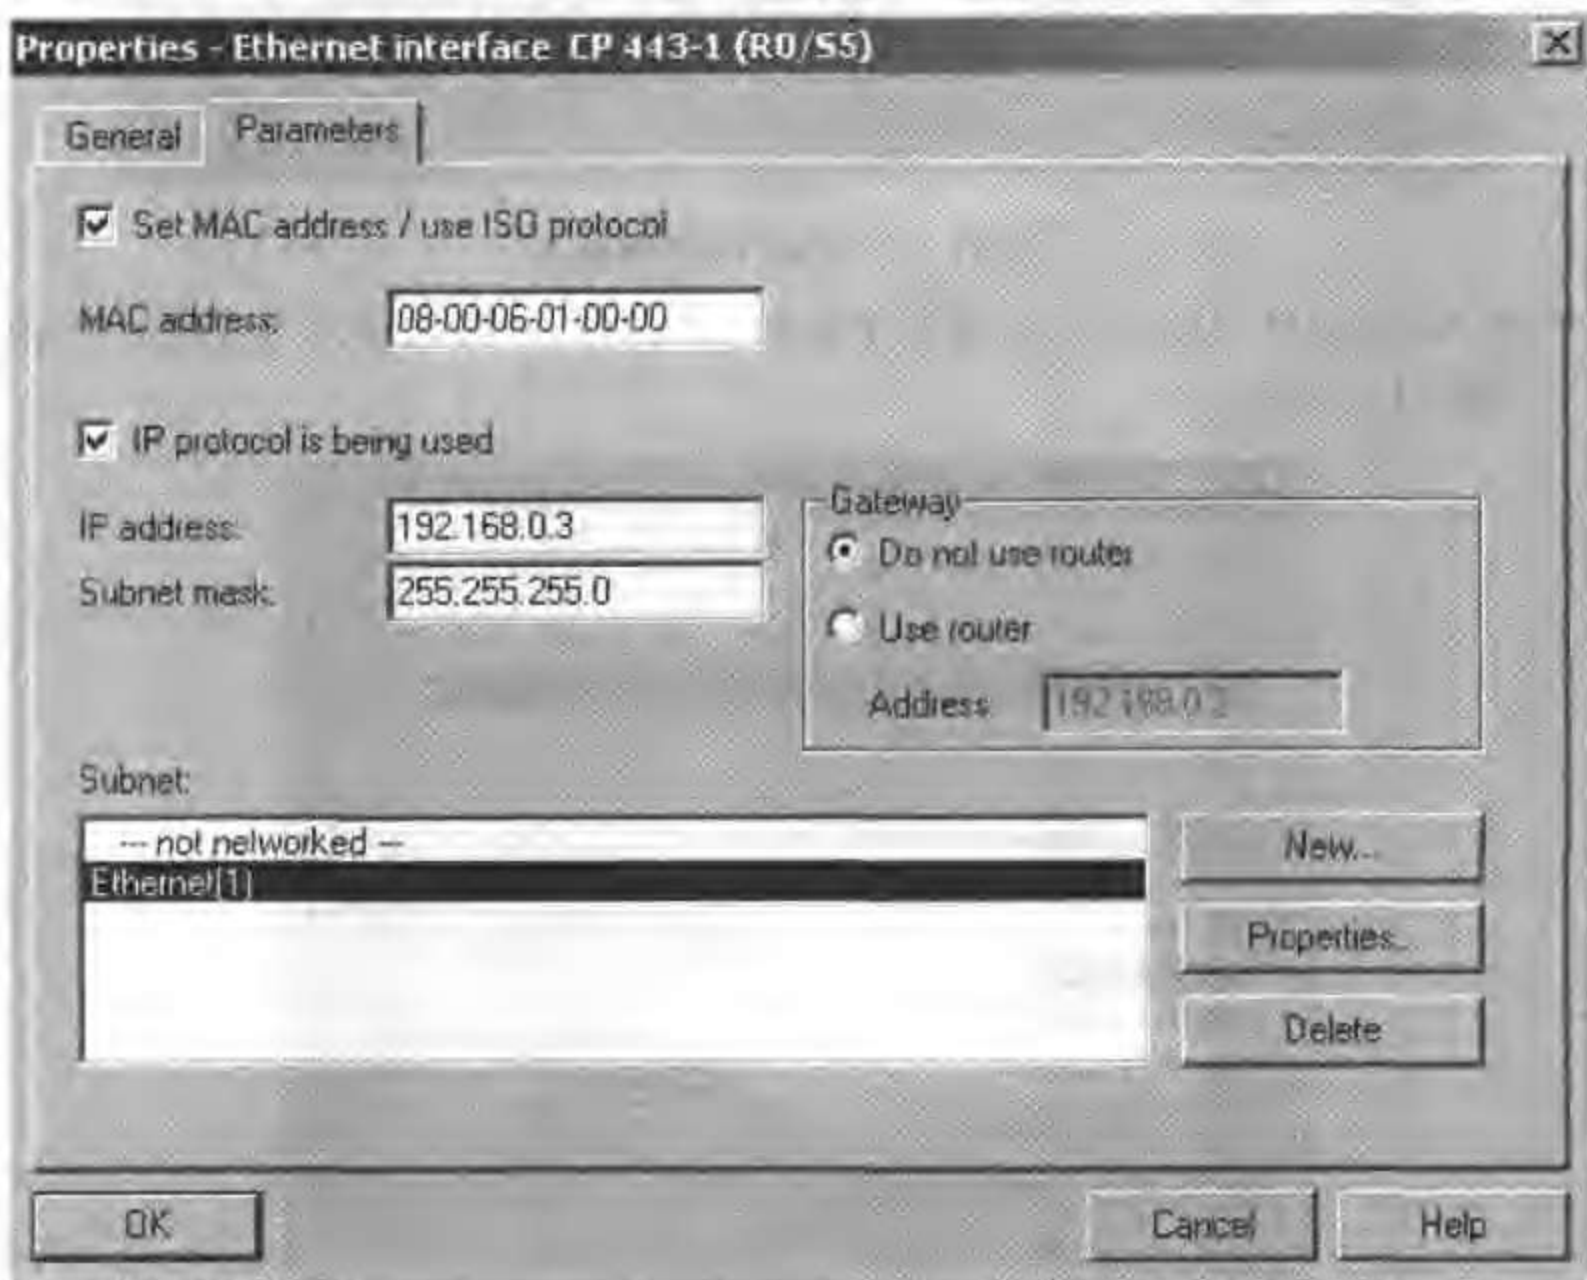 Properties - Ethernet interface CP 443-1 (R0/S5)
General Parameters
Set MAC address / use ISO protocol
MAC address: 08-00-06-01-00-00
IP protocol is being used
IP address: 192.168.0.3
Subnet mask: 255.255.255.0
Gateway
Do not use router
Use router
Address:
Subnet:
--- not networked ---
Ethernet(1)
New...
Properties...
Delete
OK Cancel Help